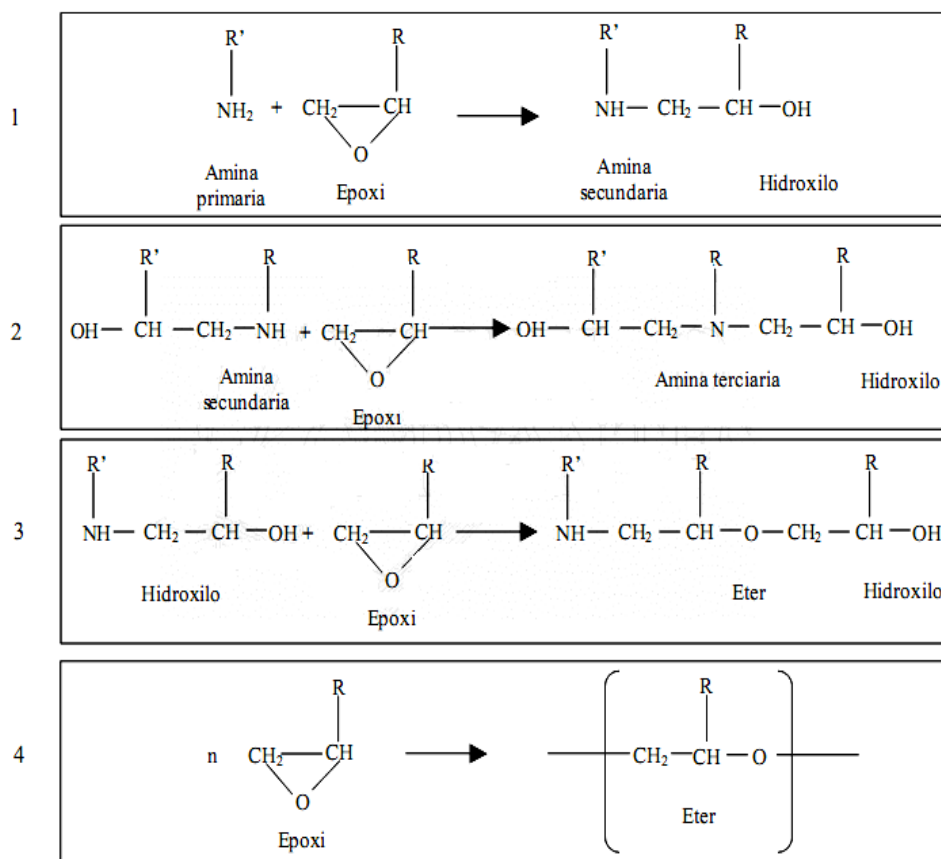 R' R
1 NH₂ + CH₂ CH O NH CH₂ CH OH
Amina primaria Epoxi Amina secundaria Hidroxilo
R' R R R' R R
2 OH CH CH₂ NH + CH₂ CH O OH CH CH₂ N CH₂ CH OH
Amina secundaria Epoxi Amina terciaria Hidroxilo
R' R R R' R R
3 NH CH₂ CH OH + CH₂ CH O NH CH₂ CH O CH₂ CH OH
Hidroxilo Epoxi Eter Hidroxilo
R R
4 n CH₂ CH O CH₂ CH O
Epoxi Eter